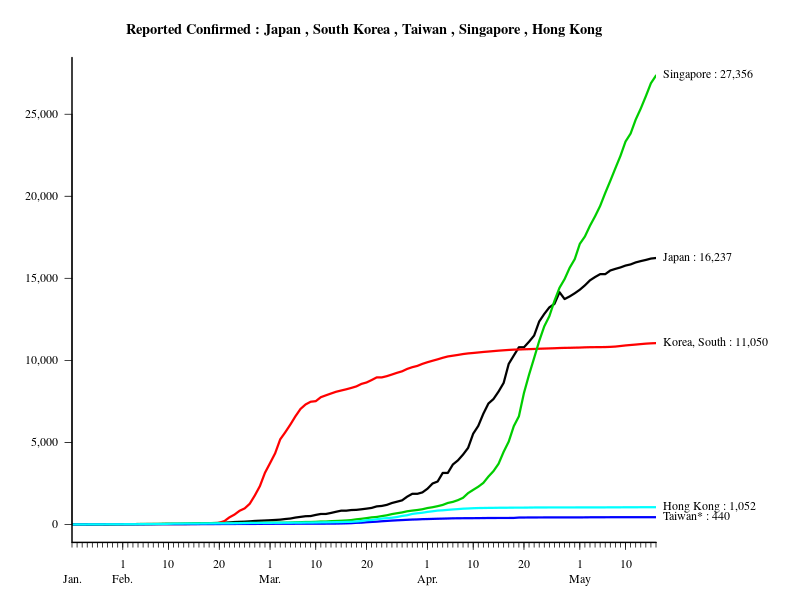 Reported Confirmed : Japan , South Korea , Taiwan , Singapore , Hong Kong
Singapore : 27,356
25,000
20,000
Japan : 16,237
15,000
Korea, South : 11,050
10,000
5,000
Hong Kong : 1,052
Taiwan* : 440
0
1 10 20 1 10 20 1 10 20 1 10
Jan. Feb. Mar. Apr. May